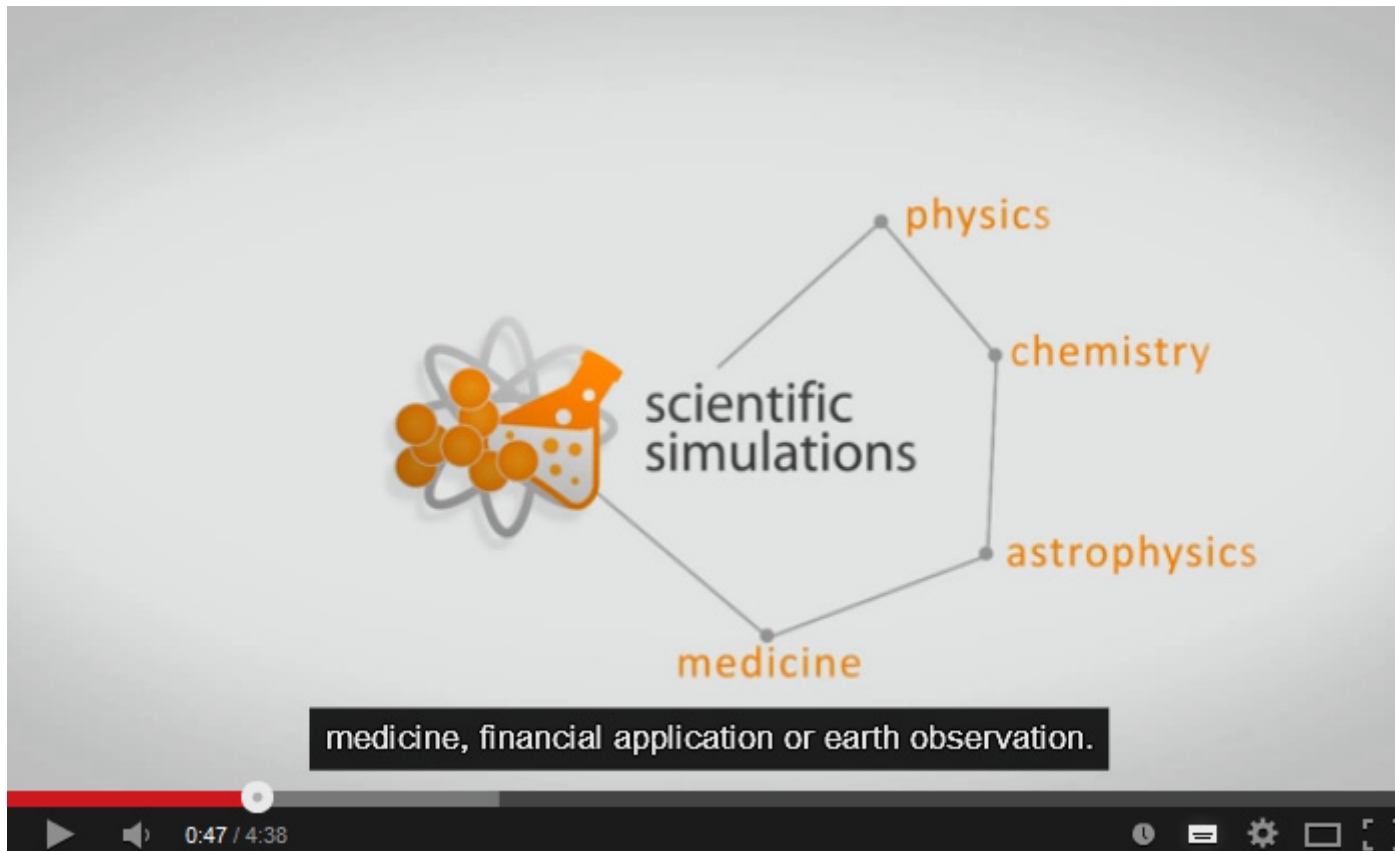 physics
chemistry
scientific
simulations
astrophysics
medicine
medicine, financial application or earth observation.
0:47 / 4:38